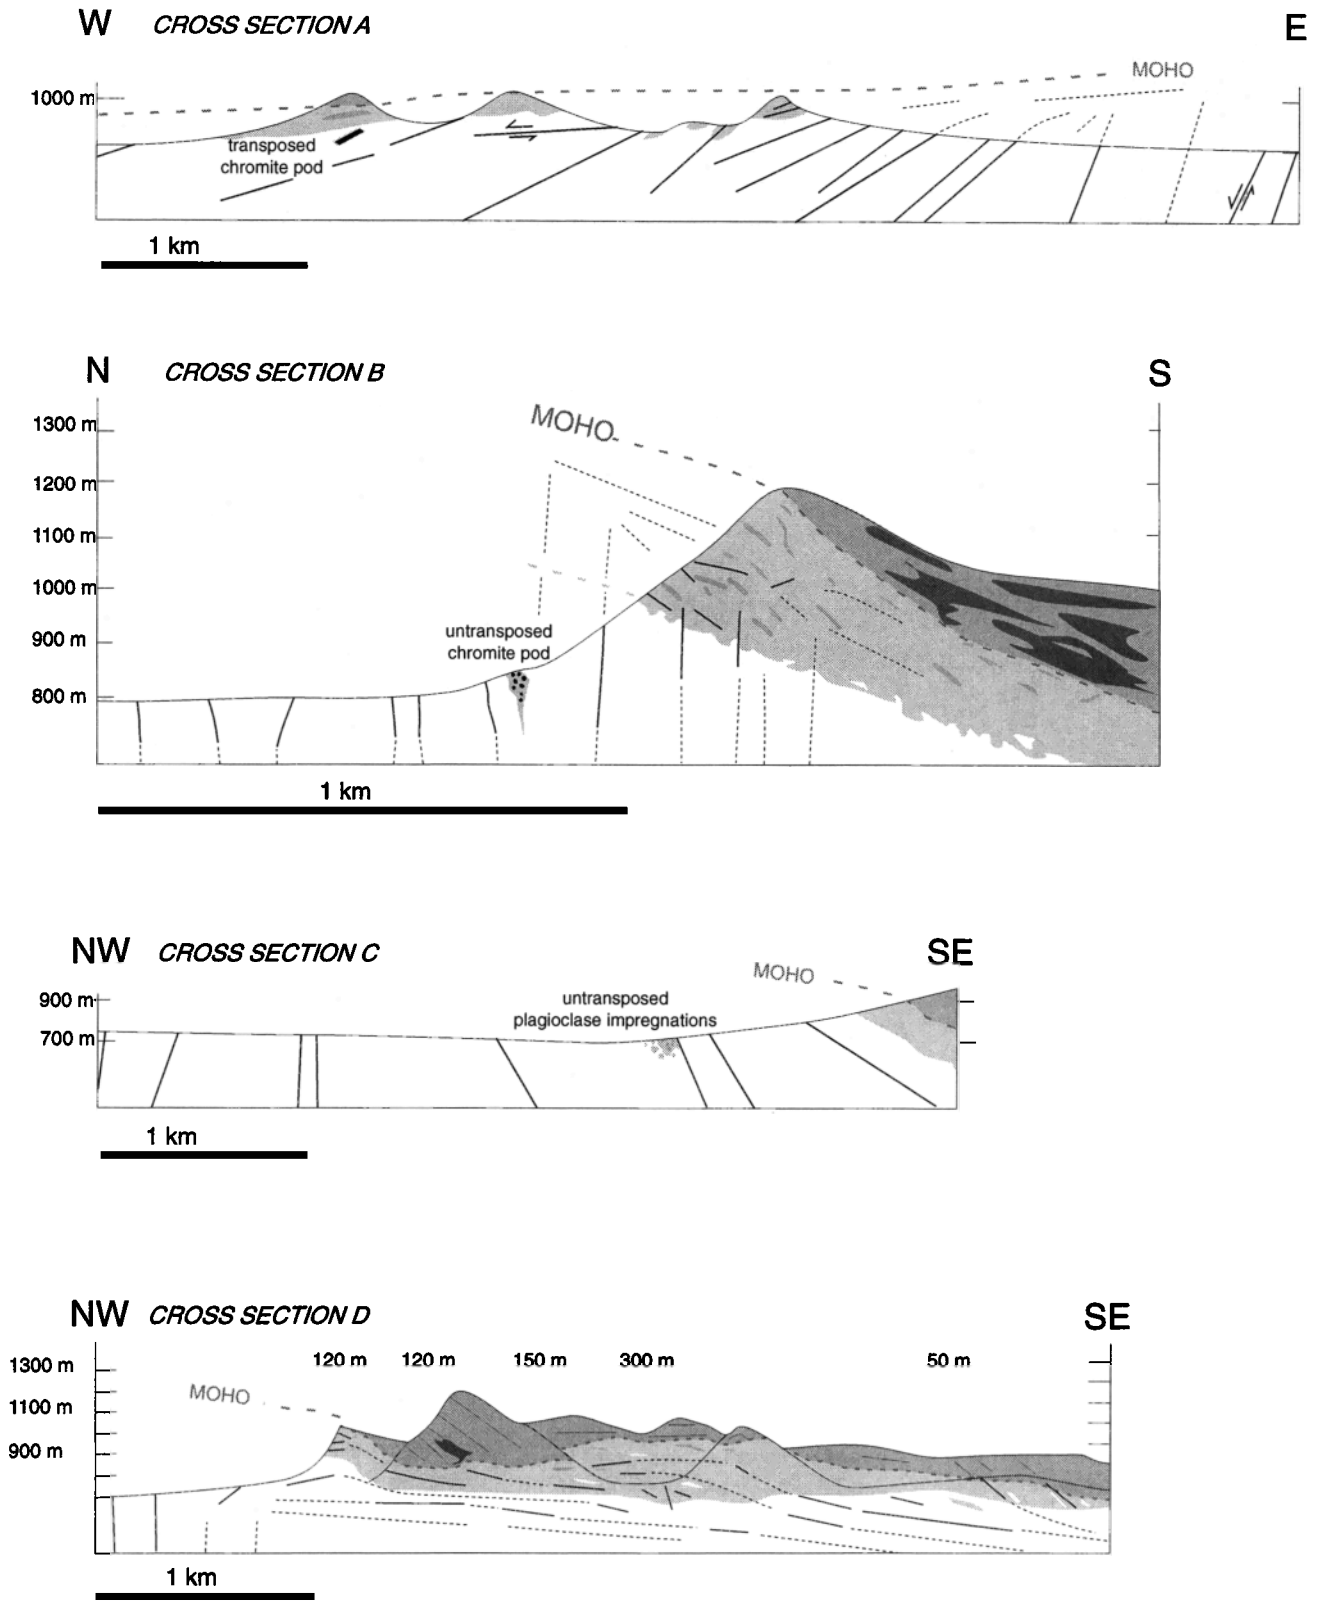 W CROSS SECTION A E
MOHO
1000 m
transposed
chromite pod
1 km
N CROSS SECTION B S
1300 m
MOHO
1200 m
1100 m
1000 m
900 m
untransposed
chromite pod
800 m
1 km
NW CROSS SECTION C SE
MOHO
900 m
untransposed
plagioclase impregnations
700 m
1 km
NW CROSS SECTION D SE
1300 m 120 m 120 m 150 m 300 m 50 m
MOHO
1100 m
900 m
1 km